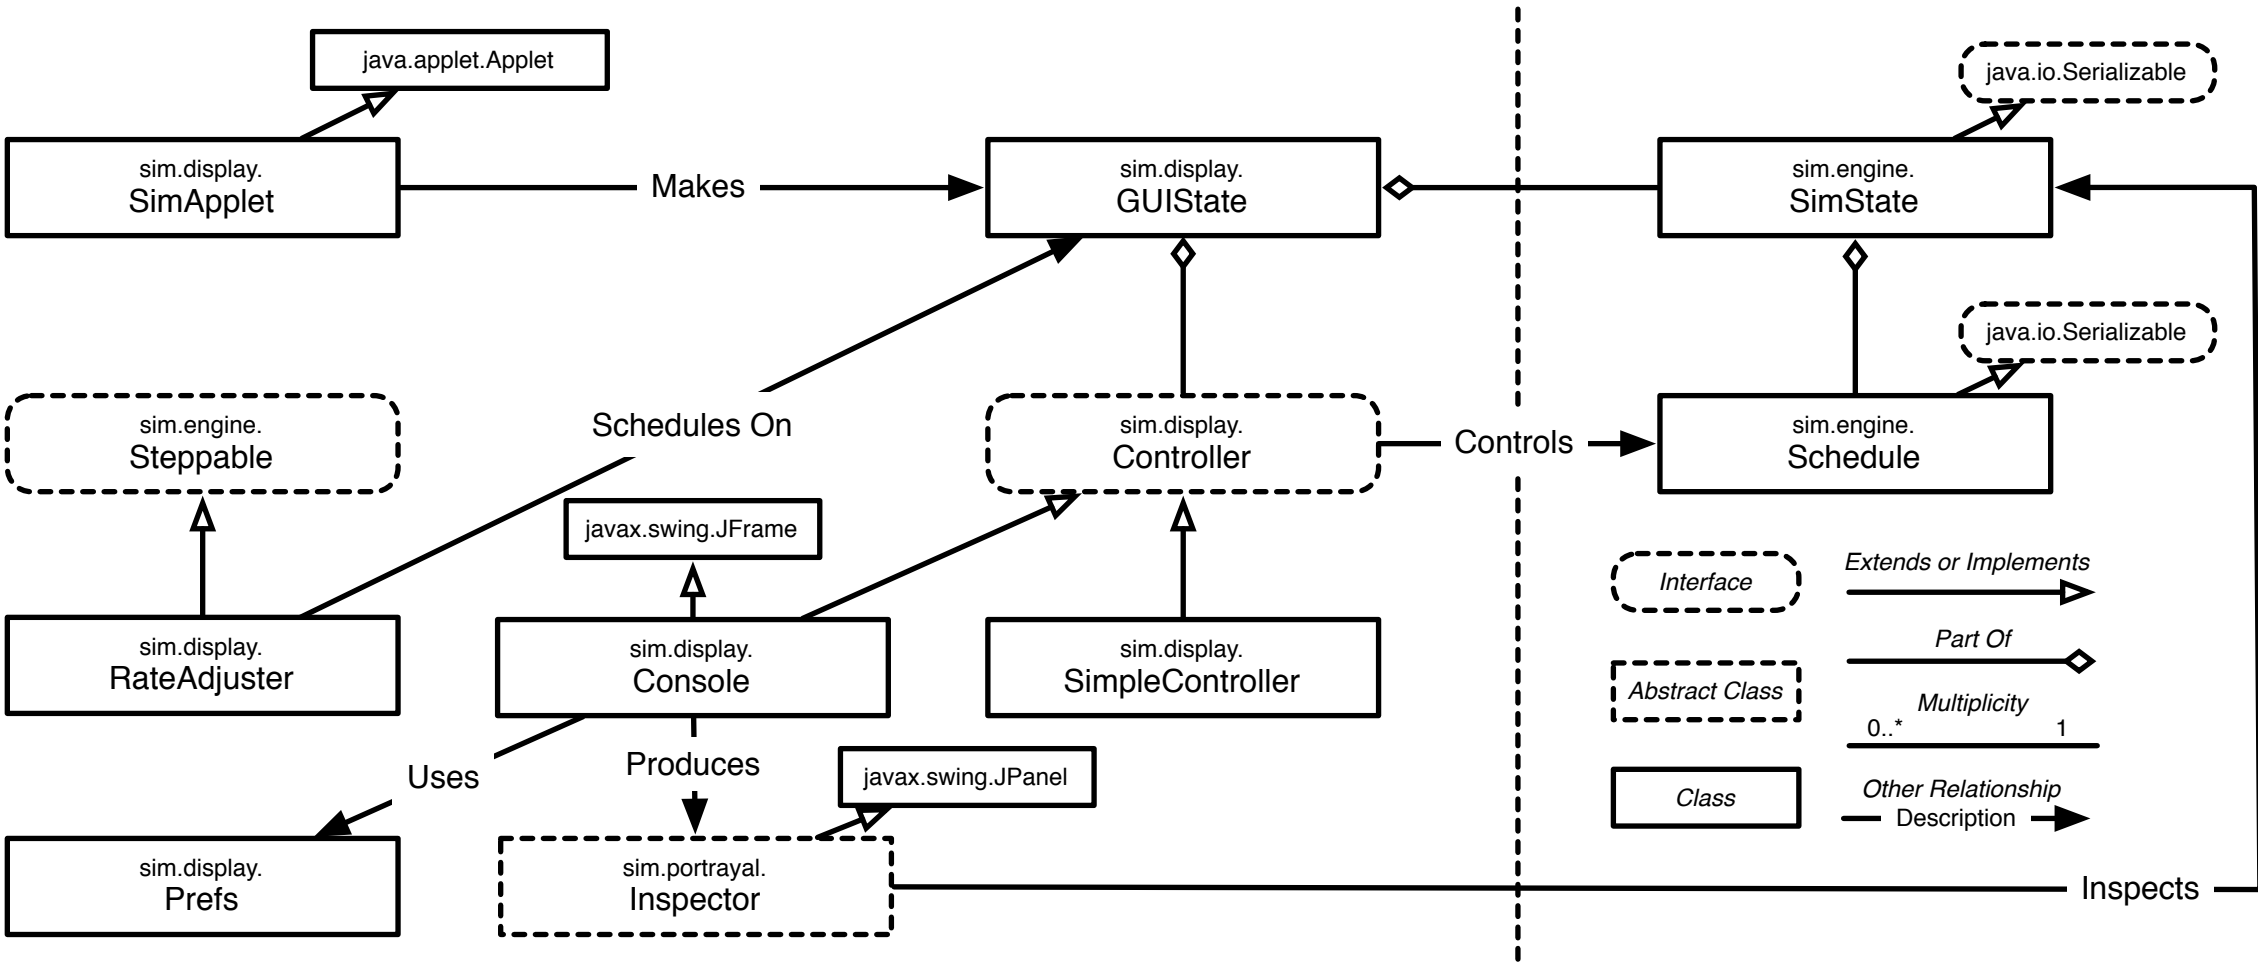 java.applet.Applet
java.io.Serializable
sim.display.
SimApplet
Makes
sim.display.
GUIState
sim.engine.
SimState
java.io.Serializable
sim.engine.
Steppable
Schedules On
sim.display.
Controller
Controls
sim.engine.
Schedule
javax.swing.JFrame
sim.display.
RateAdjuster
sim.display.
Console
sim.display.
SimpleController
Interface
Extends or Implements
Part Of
Abstract Class
Multiplicity
0..* 1
Uses
Produces
javax.swing.JPanel
Class
Other Relationship
Description
sim.display.
Prefs
sim.portrayal.
Inspector
Inspects